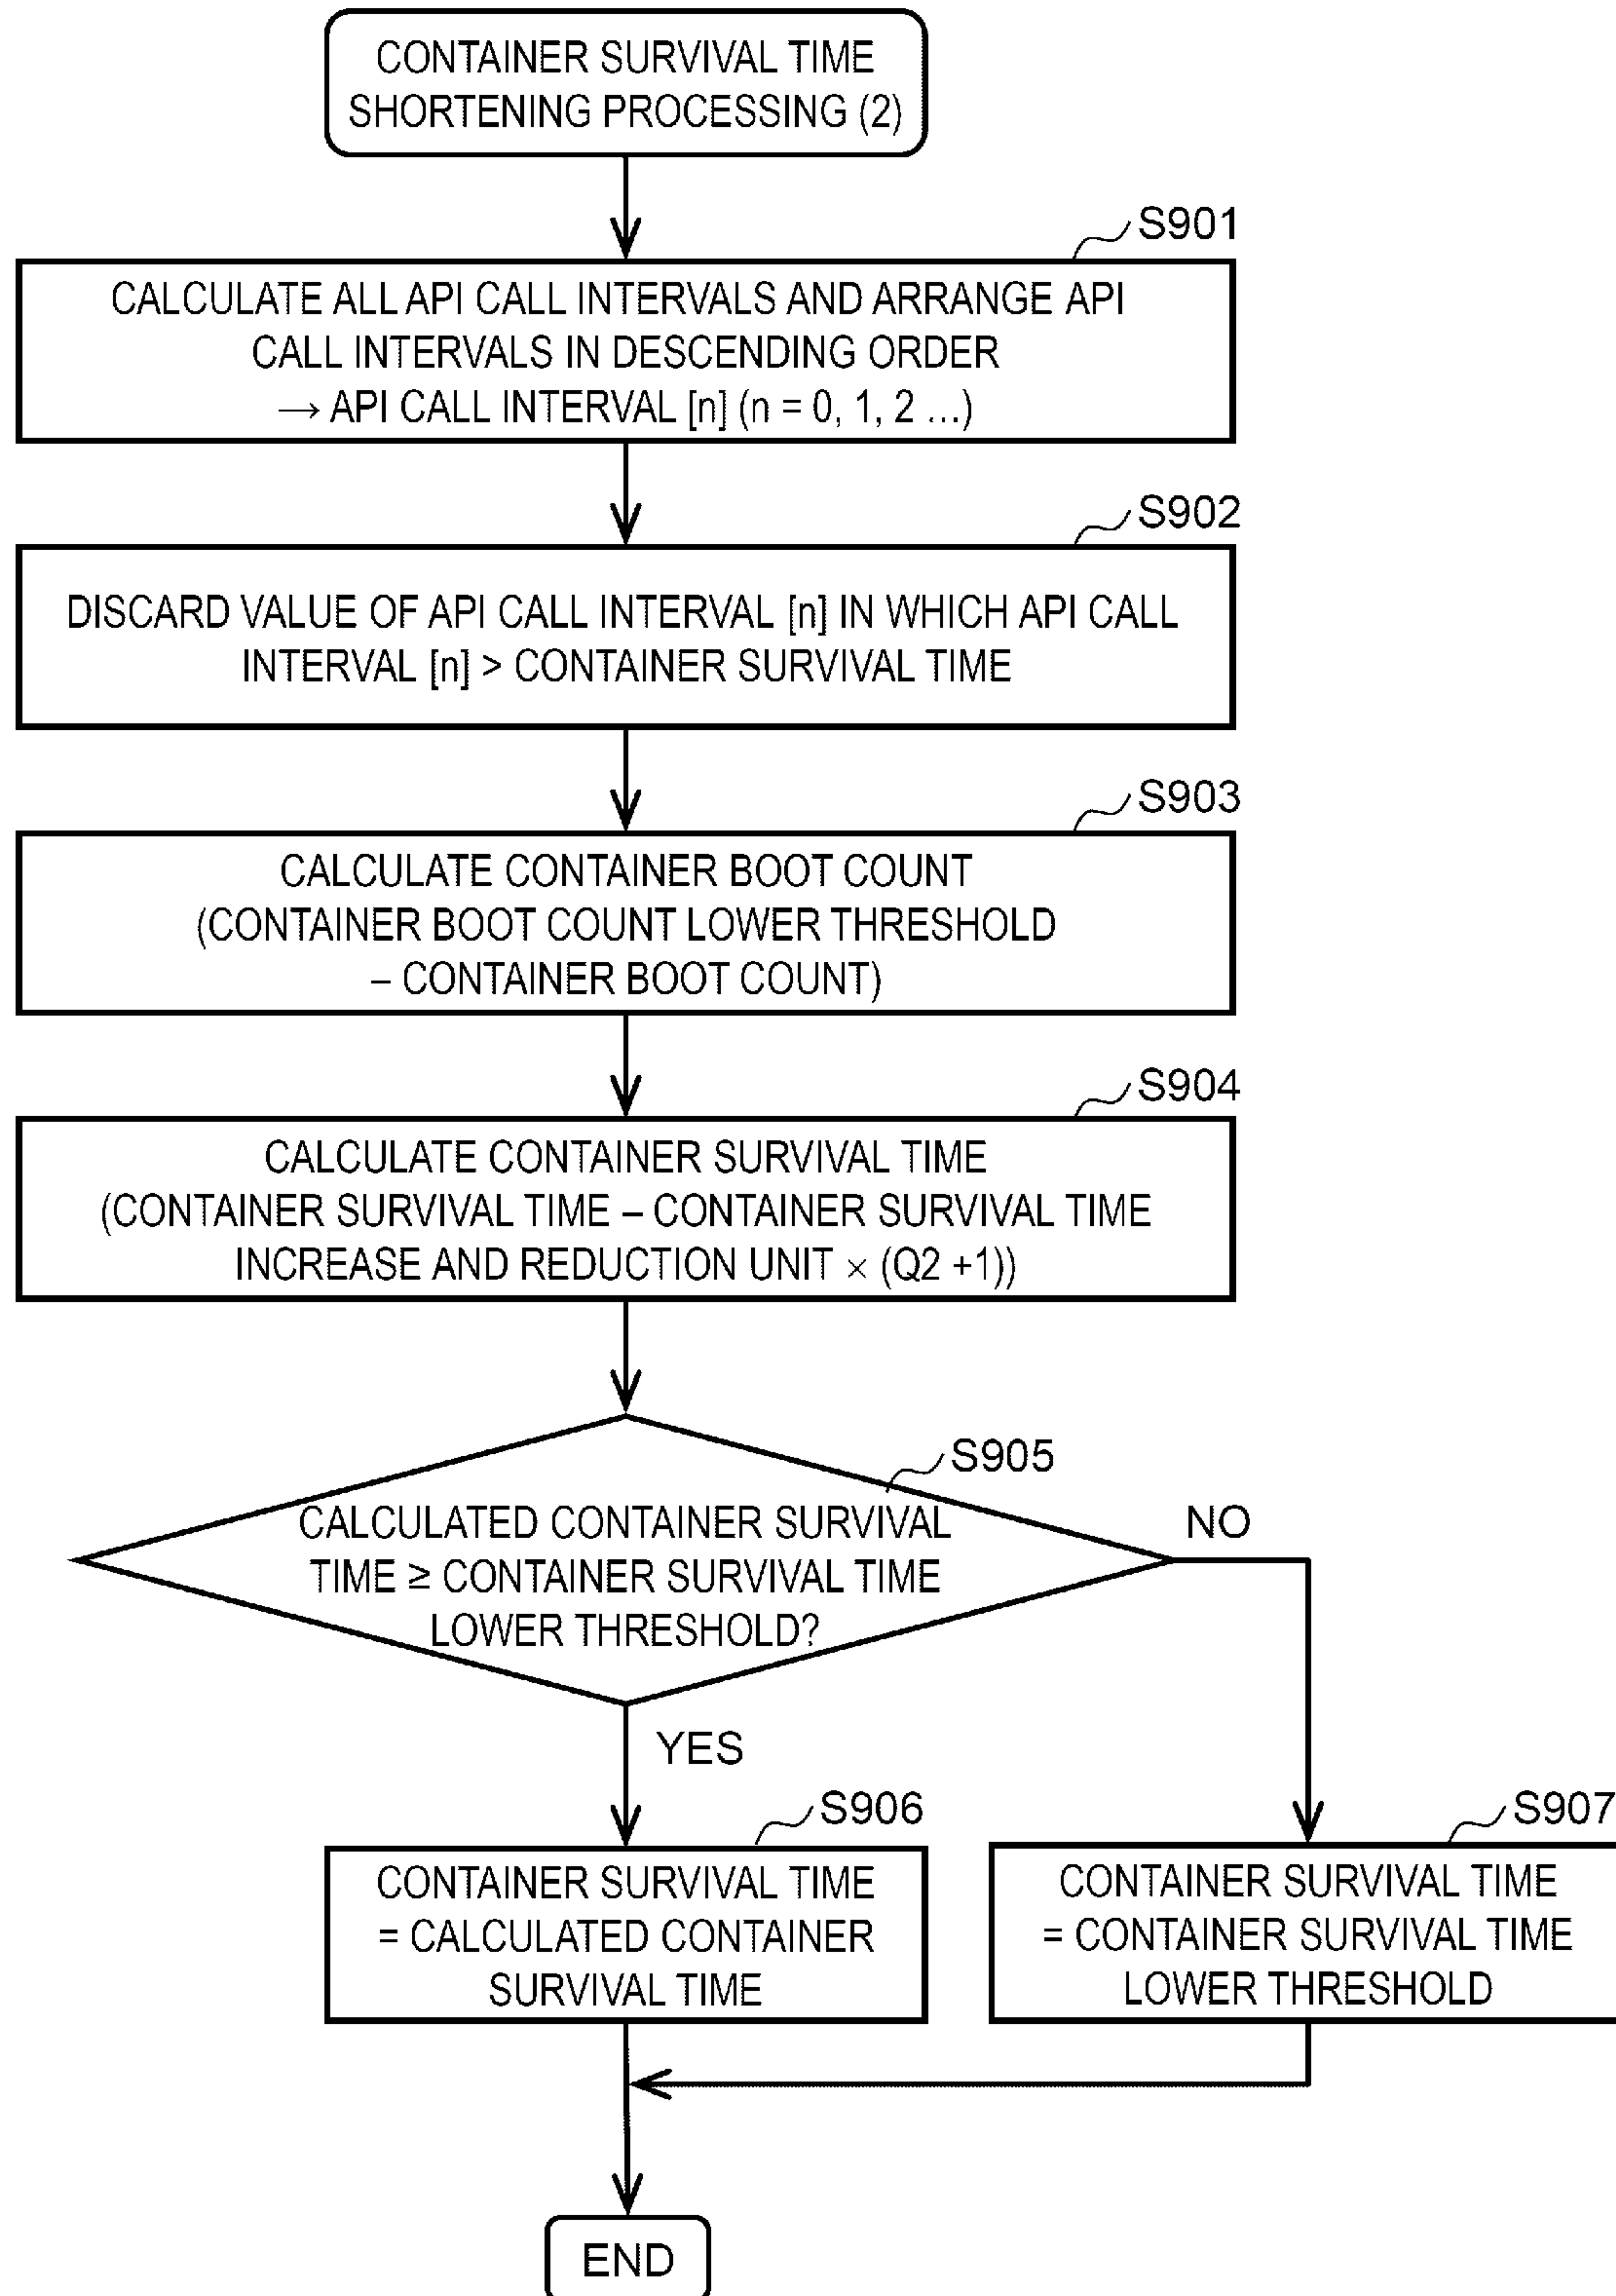 CONTAINER SURVIVAL TIME
SHORTENING PROCESSING (2)
S901
CALCULATE ALL API CALL INTERVALS AND ARRANGE API
CALL INTERVALS IN DESCENDING ORDER
→ API CALL INTERVAL [n] (n = 0, 1, 2 ...)
S902
DISCARD VALUE OF API CALL INTERVAL [n] IN WHICH API CALL
INTERVAL [n] > CONTAINER SURVIVAL TIME
S903
CALCULATE CONTAINER BOOT COUNT
(CONTAINER BOOT COUNT LOWER THRESHOLD
– CONTAINER BOOT COUNT)
S904
CALCULATE CONTAINER SURVIVAL TIME
(CONTAINER SURVIVAL TIME – CONTAINER SURVIVAL TIME
INCREASE AND REDUCTION UNIT × (Q2 +1))
S905
CALCULATED CONTAINER SURVIVAL
TIME ≥ CONTAINER SURVIVAL TIME
LOWER THRESHOLD?
NO
YES
S906
CONTAINER SURVIVAL TIME
= CALCULATED CONTAINER
SURVIVAL TIME
S907
CONTAINER SURVIVAL TIME
= CONTAINER SURVIVAL TIME
LOWER THRESHOLD
END